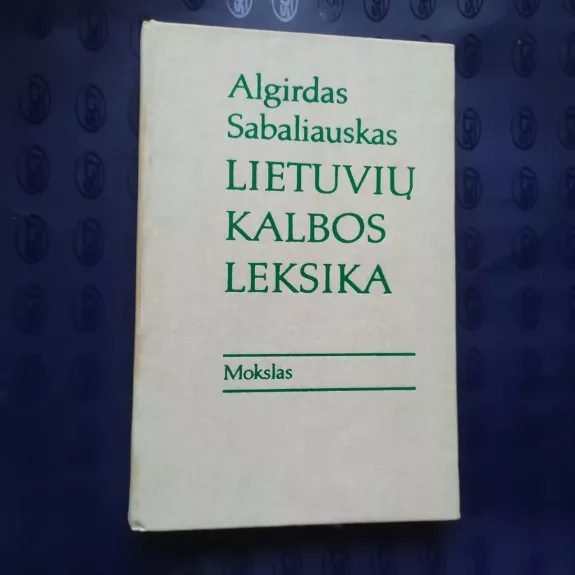 Algirdas
Sabaliauskas
LIETUVIŲ
KALBOS
LEKSIKA
Mokslas